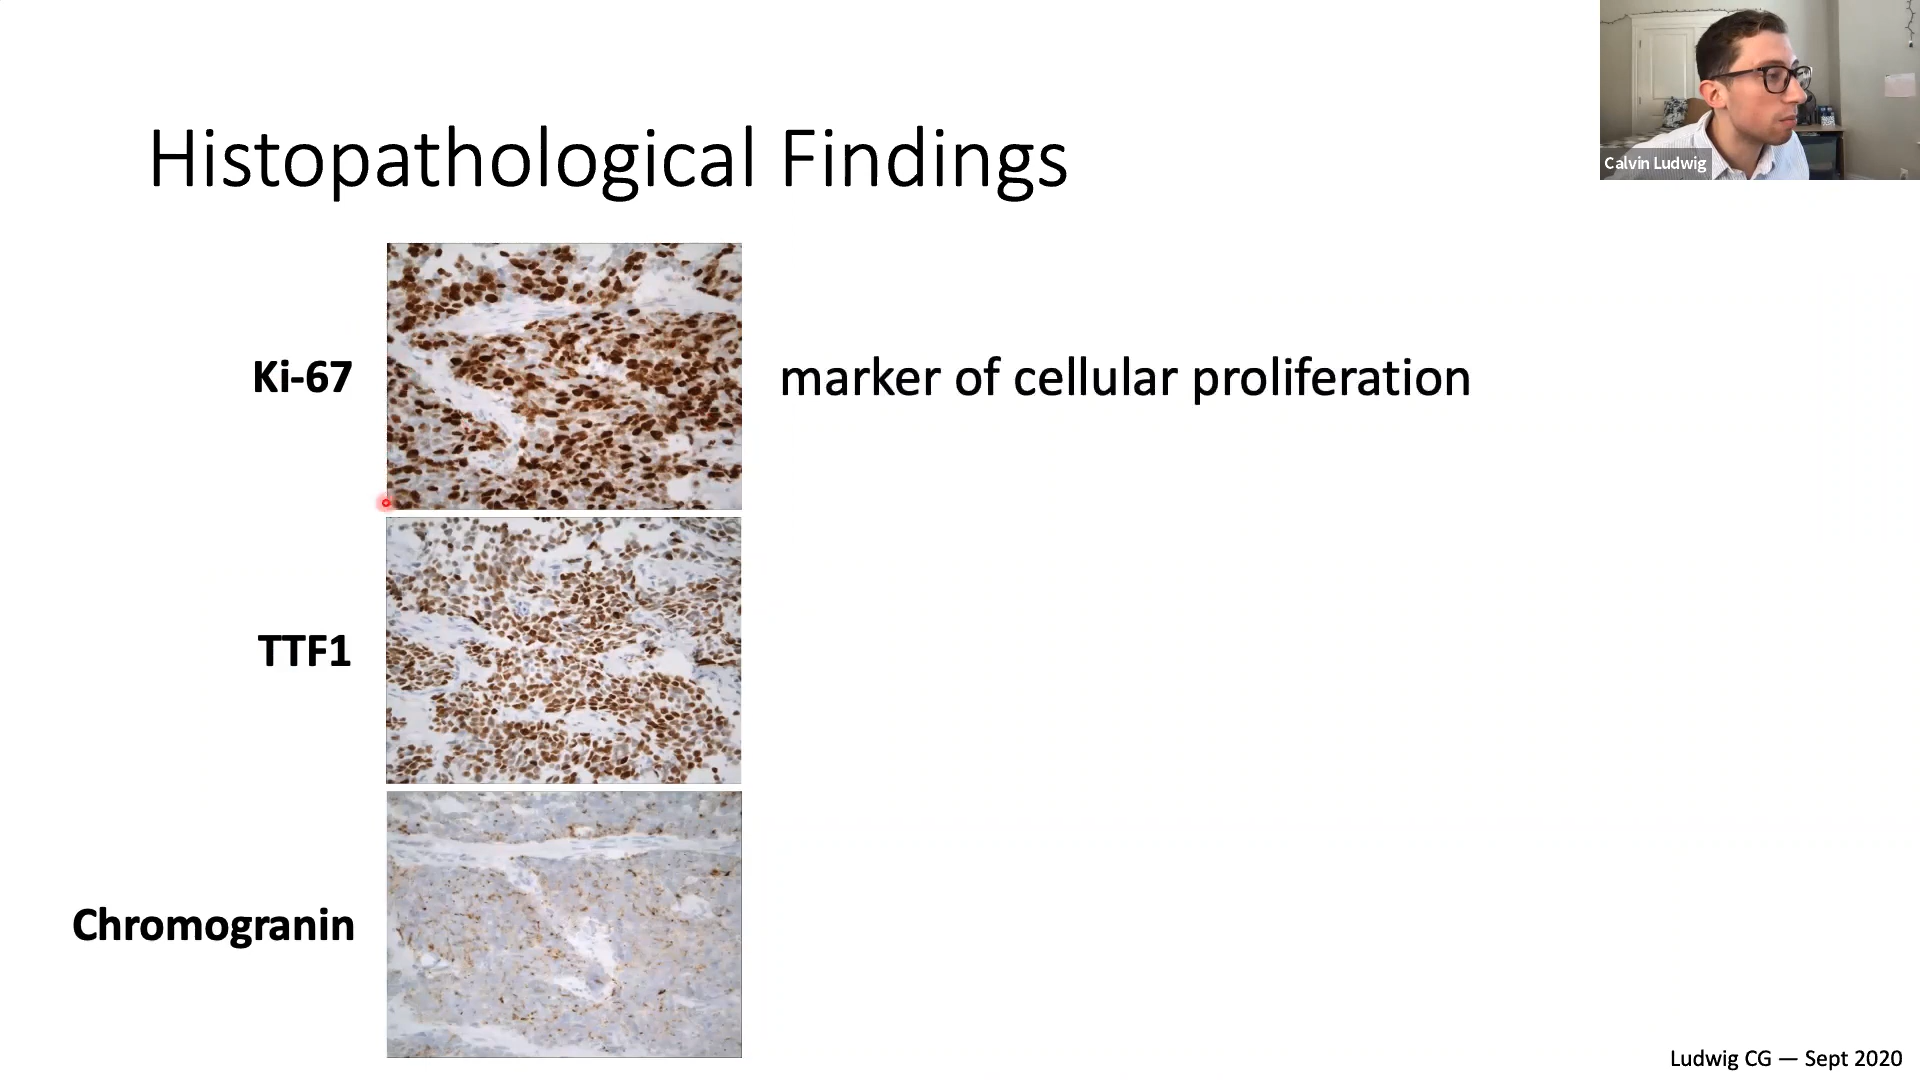 Calvin Ludwig
Histopathological Findings
Ki-67
marker of cellular proliferation
TTF1
Chromogranin
Ludwig CG — Sept 2020